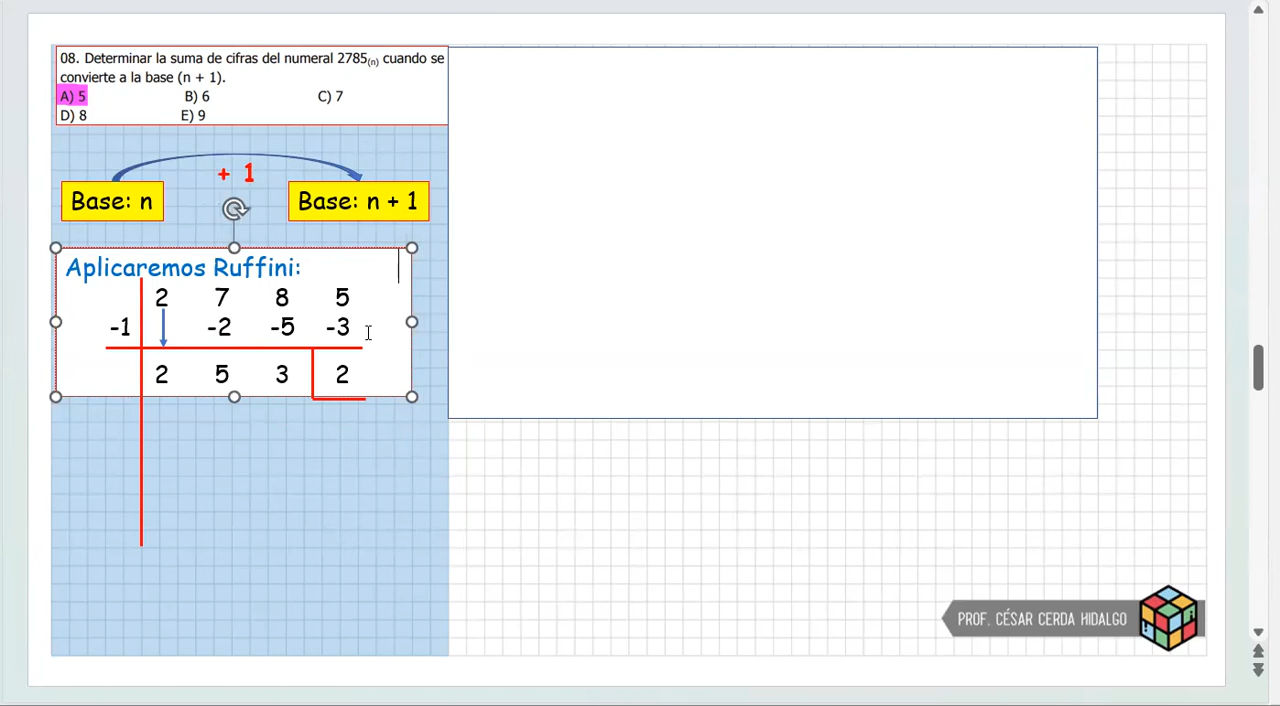 08. Determinar la suma de cifras del numeral 2785(n) cuando se
convierte a la base (n + 1).
A) 5 B) 6 C) 7
D) 8 E) 9
+ 1
Base: n Base: n + 1
Aplicaremos Ruffini:
2 7 8 5
-1 -2 -5 -3
2 5 3 2
PROF. CÉSAR CERDA HIDALGO